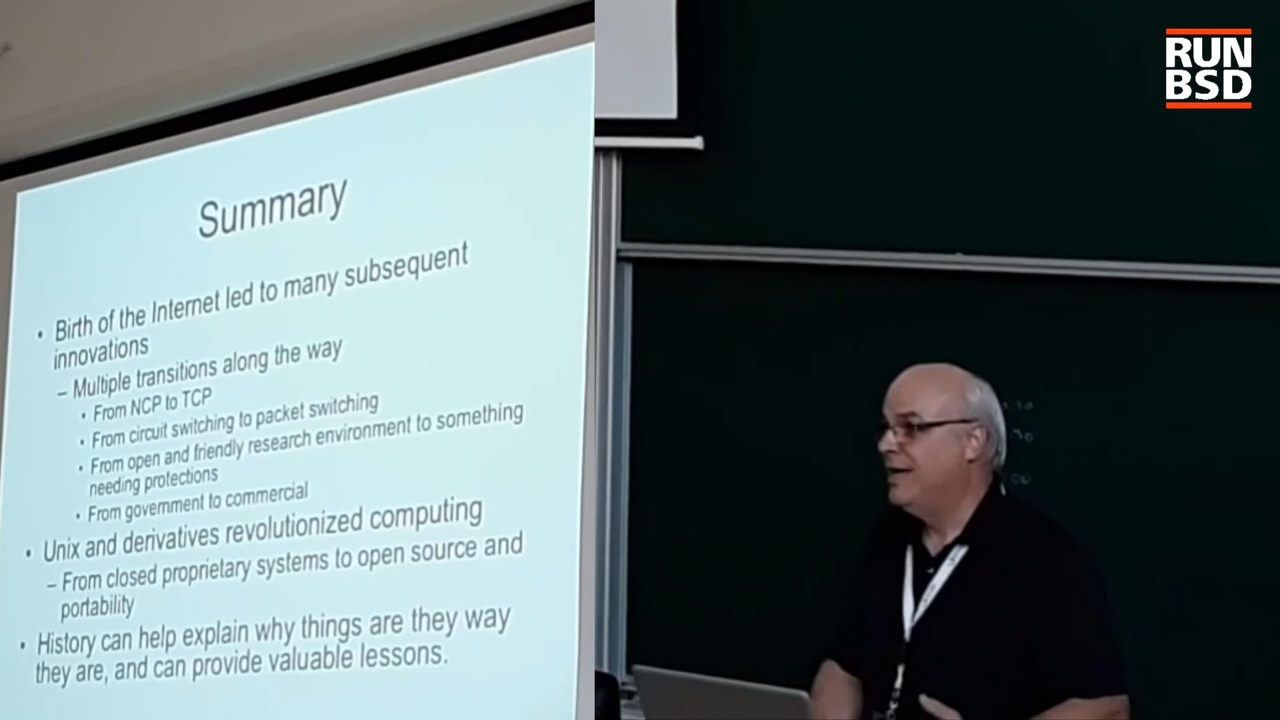 Summary
• Birth of the Internet led to many subsequent
innovations
– Multiple transitions along the way
• From NCP to TCP
• From circuit switching to packet switching
• From open and friendly research environment to something
needing protections
• From government to commercial
• Unix and derivatives revolutionized computing
– From closed proprietary systems to open source and
portability
• History can help explain why things are they way
they are, and can provide valuable lessons.
RUN
BSD